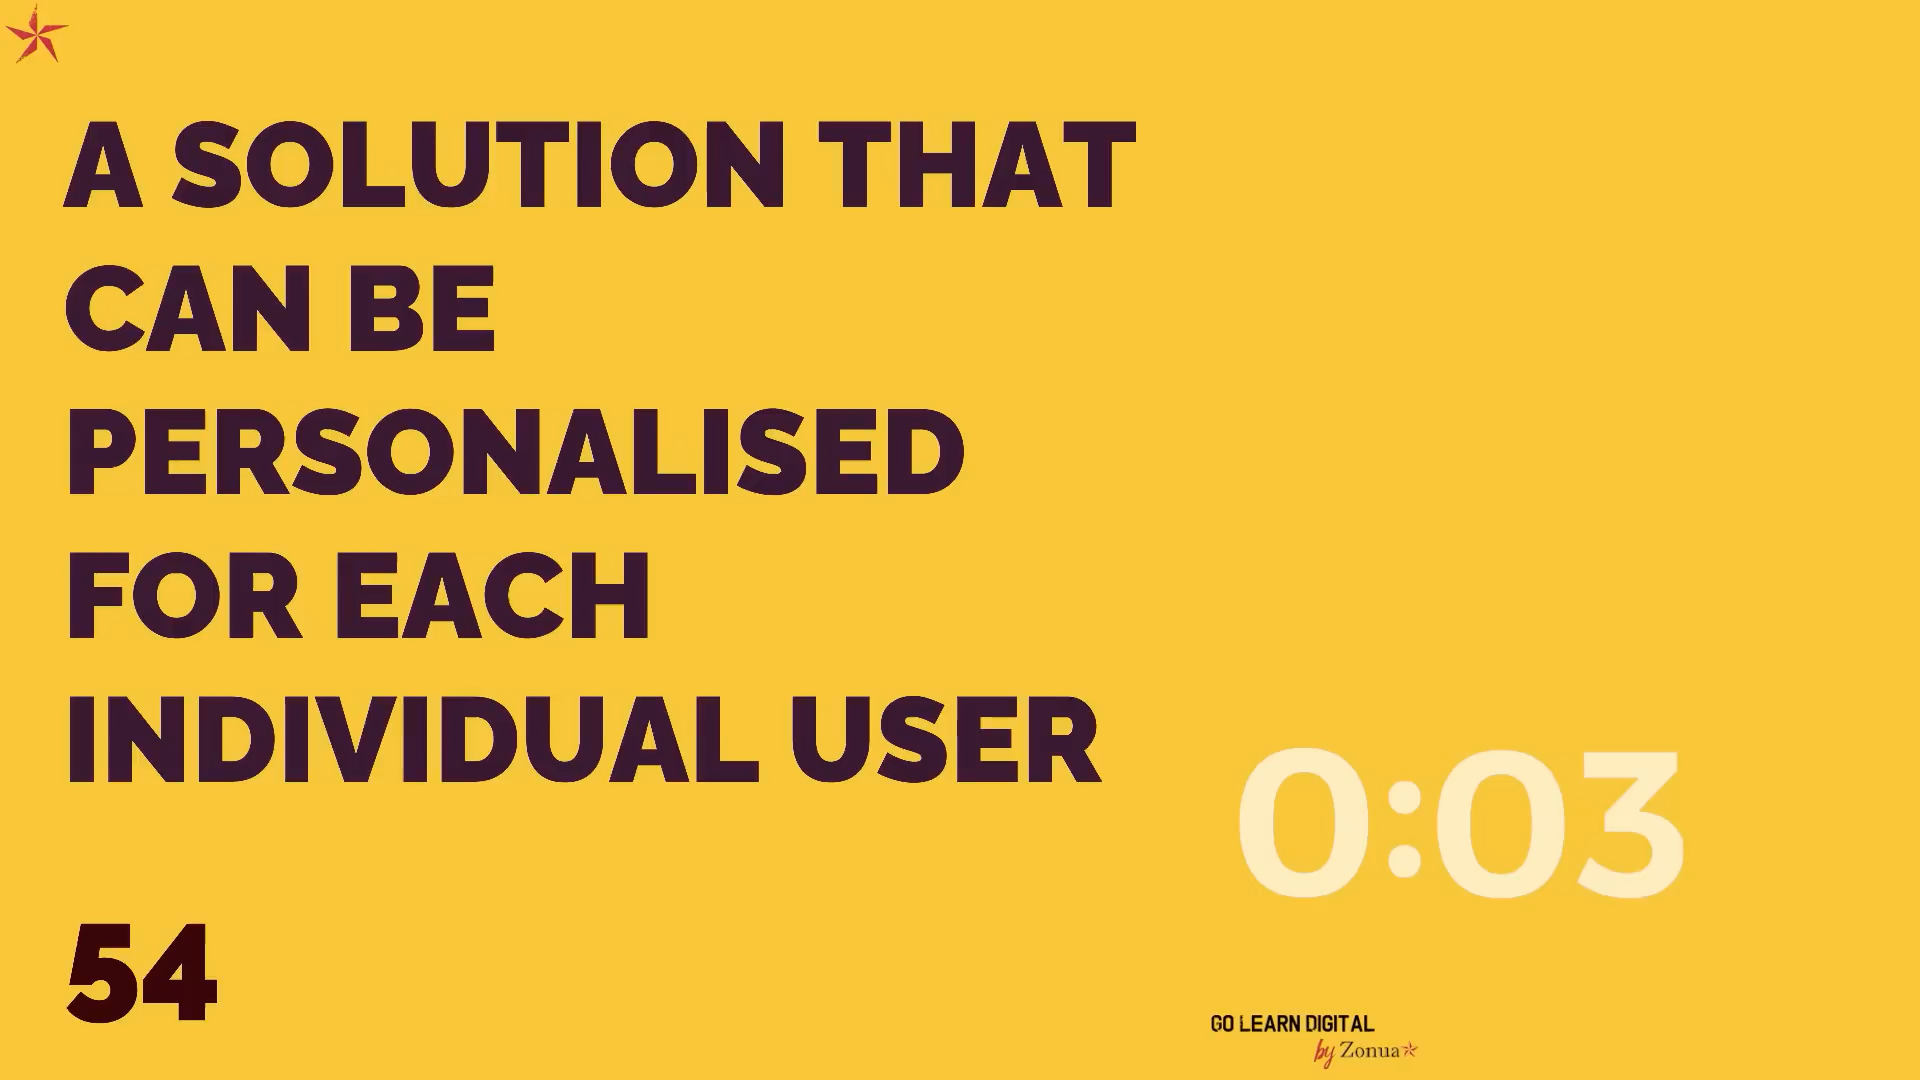 A SOLUTION THAT
CAN BE
PERSONALISED
FOR EACH
INDIVIDUAL USER
0:03
54
GO LEARN DIGITAL
by Zonua